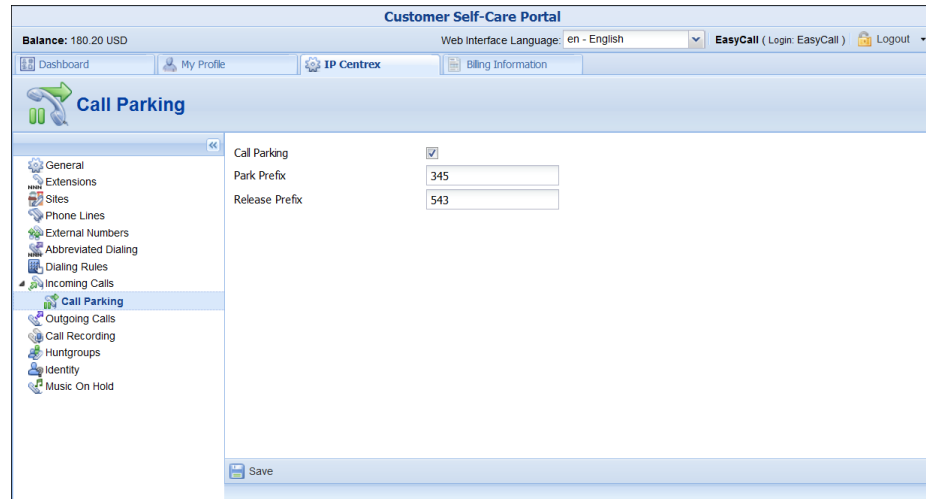 Customer Self-Care Portal
Balance: 180.20 USD Web Interface Language: en - English EasyCall ( Login: EasyCall ) Logout
Dashboard My Profile IP Centrex Billing Information
Call Parking
General
Extensions
Sites
Phone Lines
External Numbers
Abbreviated Dialing
Dialing Rules
Incoming Calls
Call Parking
Outgoing Calls
Call Recording
Huntgroups
Identity
Music On Hold
Call Parking
Park Prefix 345
Release Prefix 543
Save